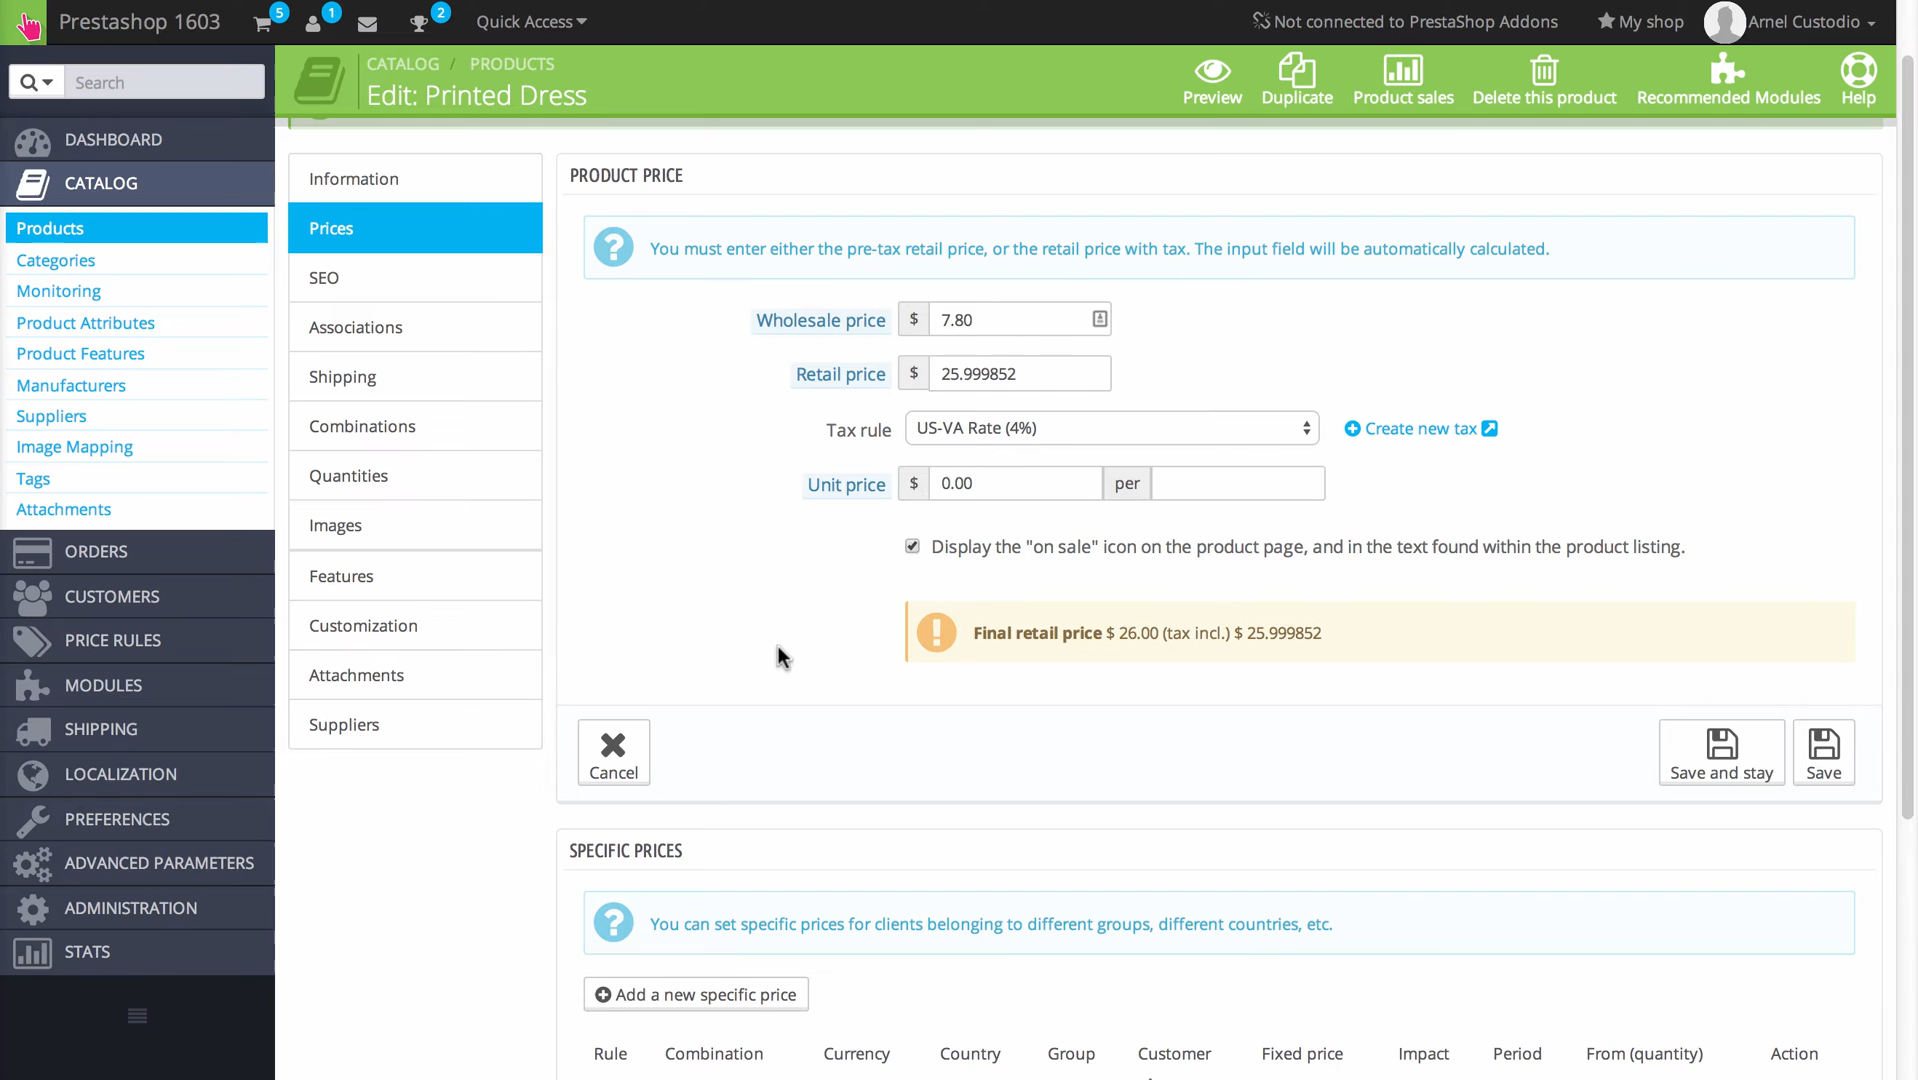 Prestashop 1603 5 1 2 Quick Access Not connected to PrestaShop Addons My shop Arnel Custodio
Search
CATALOG / PRODUCTS
Edit: Printed Dress
Preview Duplicate Product sales Delete this product Recommended Modules Help
DASHBOARD
CATALOG
Products
Categories
Monitoring
Product Attributes
Product Features
Manufacturers
Suppliers
Image Mapping
Tags
Attachments
ORDERS
CUSTOMERS
PRICE RULES
MODULES
SHIPPING
LOCALIZATION
PREFERENCES
ADVANCED PARAMETERS
ADMINISTRATION
STATS
Information
Prices
SEO
Associations
Shipping
Combinations
Quantities
Images
Features
Customization
Attachments
Suppliers
PRODUCT PRICE
? You must enter either the pre-tax retail price, or the retail price with tax. The input field will be automatically calculated.
Wholesale price $ 7.80
Retail price $ 25.999852
Tax rule US-VA Rate (4%) Create new tax
Unit price $ 0.00 per
Display the "on sale" icon on the product page, and in the text found within the product listing.
! Final retail price $ 26.00 (tax incl.) $ 25.999852
Cancel Save and stay Save
SPECIFIC PRICES
? You can set specific prices for clients belonging to different groups, different countries, etc.
Add a new specific price
Rule Combination Currency Country Group Customer Fixed price Impact Period From (quantity) Action